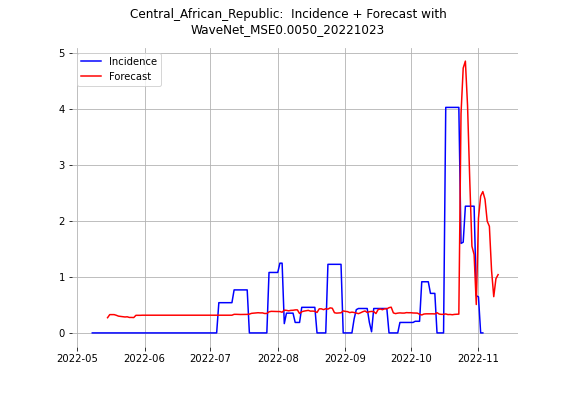 Central_African_Republic:  Incidence + Forecast with
WaveNet_MSE0.0050_20221023
Incidence
Forecast
5
4
3
2
1
0
2022-05 2022-06 2022-07 2022-08 2022-09 2022-10 2022-11